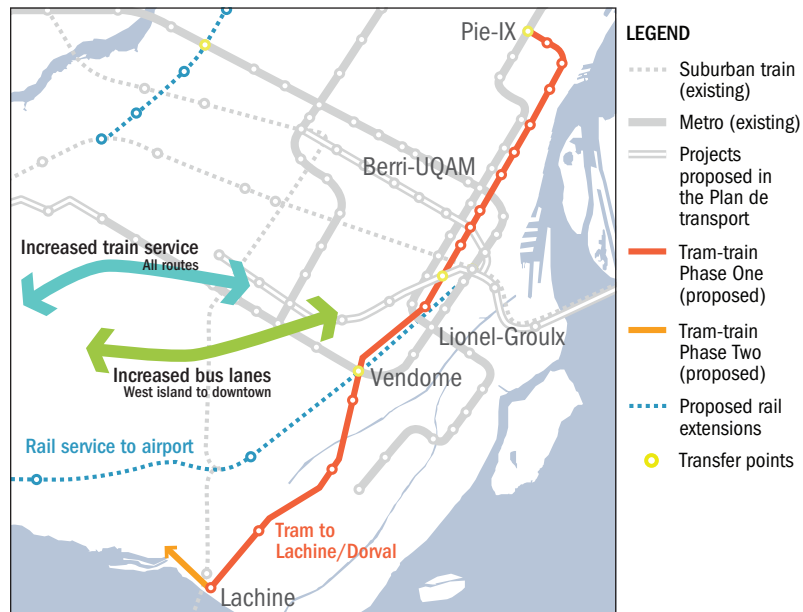 Pie-IX
Berri-UQAM
Increased train service
All routes
Lionel-Groulx
Increased bus lanes
West island to downtown
Vendome
Rail service to airport
Tram to
Lachine/Dorval
Lachine
LEGEND
Suburban train
(existing)
Metro (existing)
Projects
proposed in
the Plan de
transport
Tram-train
Phase One
(proposed)
Tram-train
Phase Two
(proposed)
Proposed rail
extensions
Transfer points